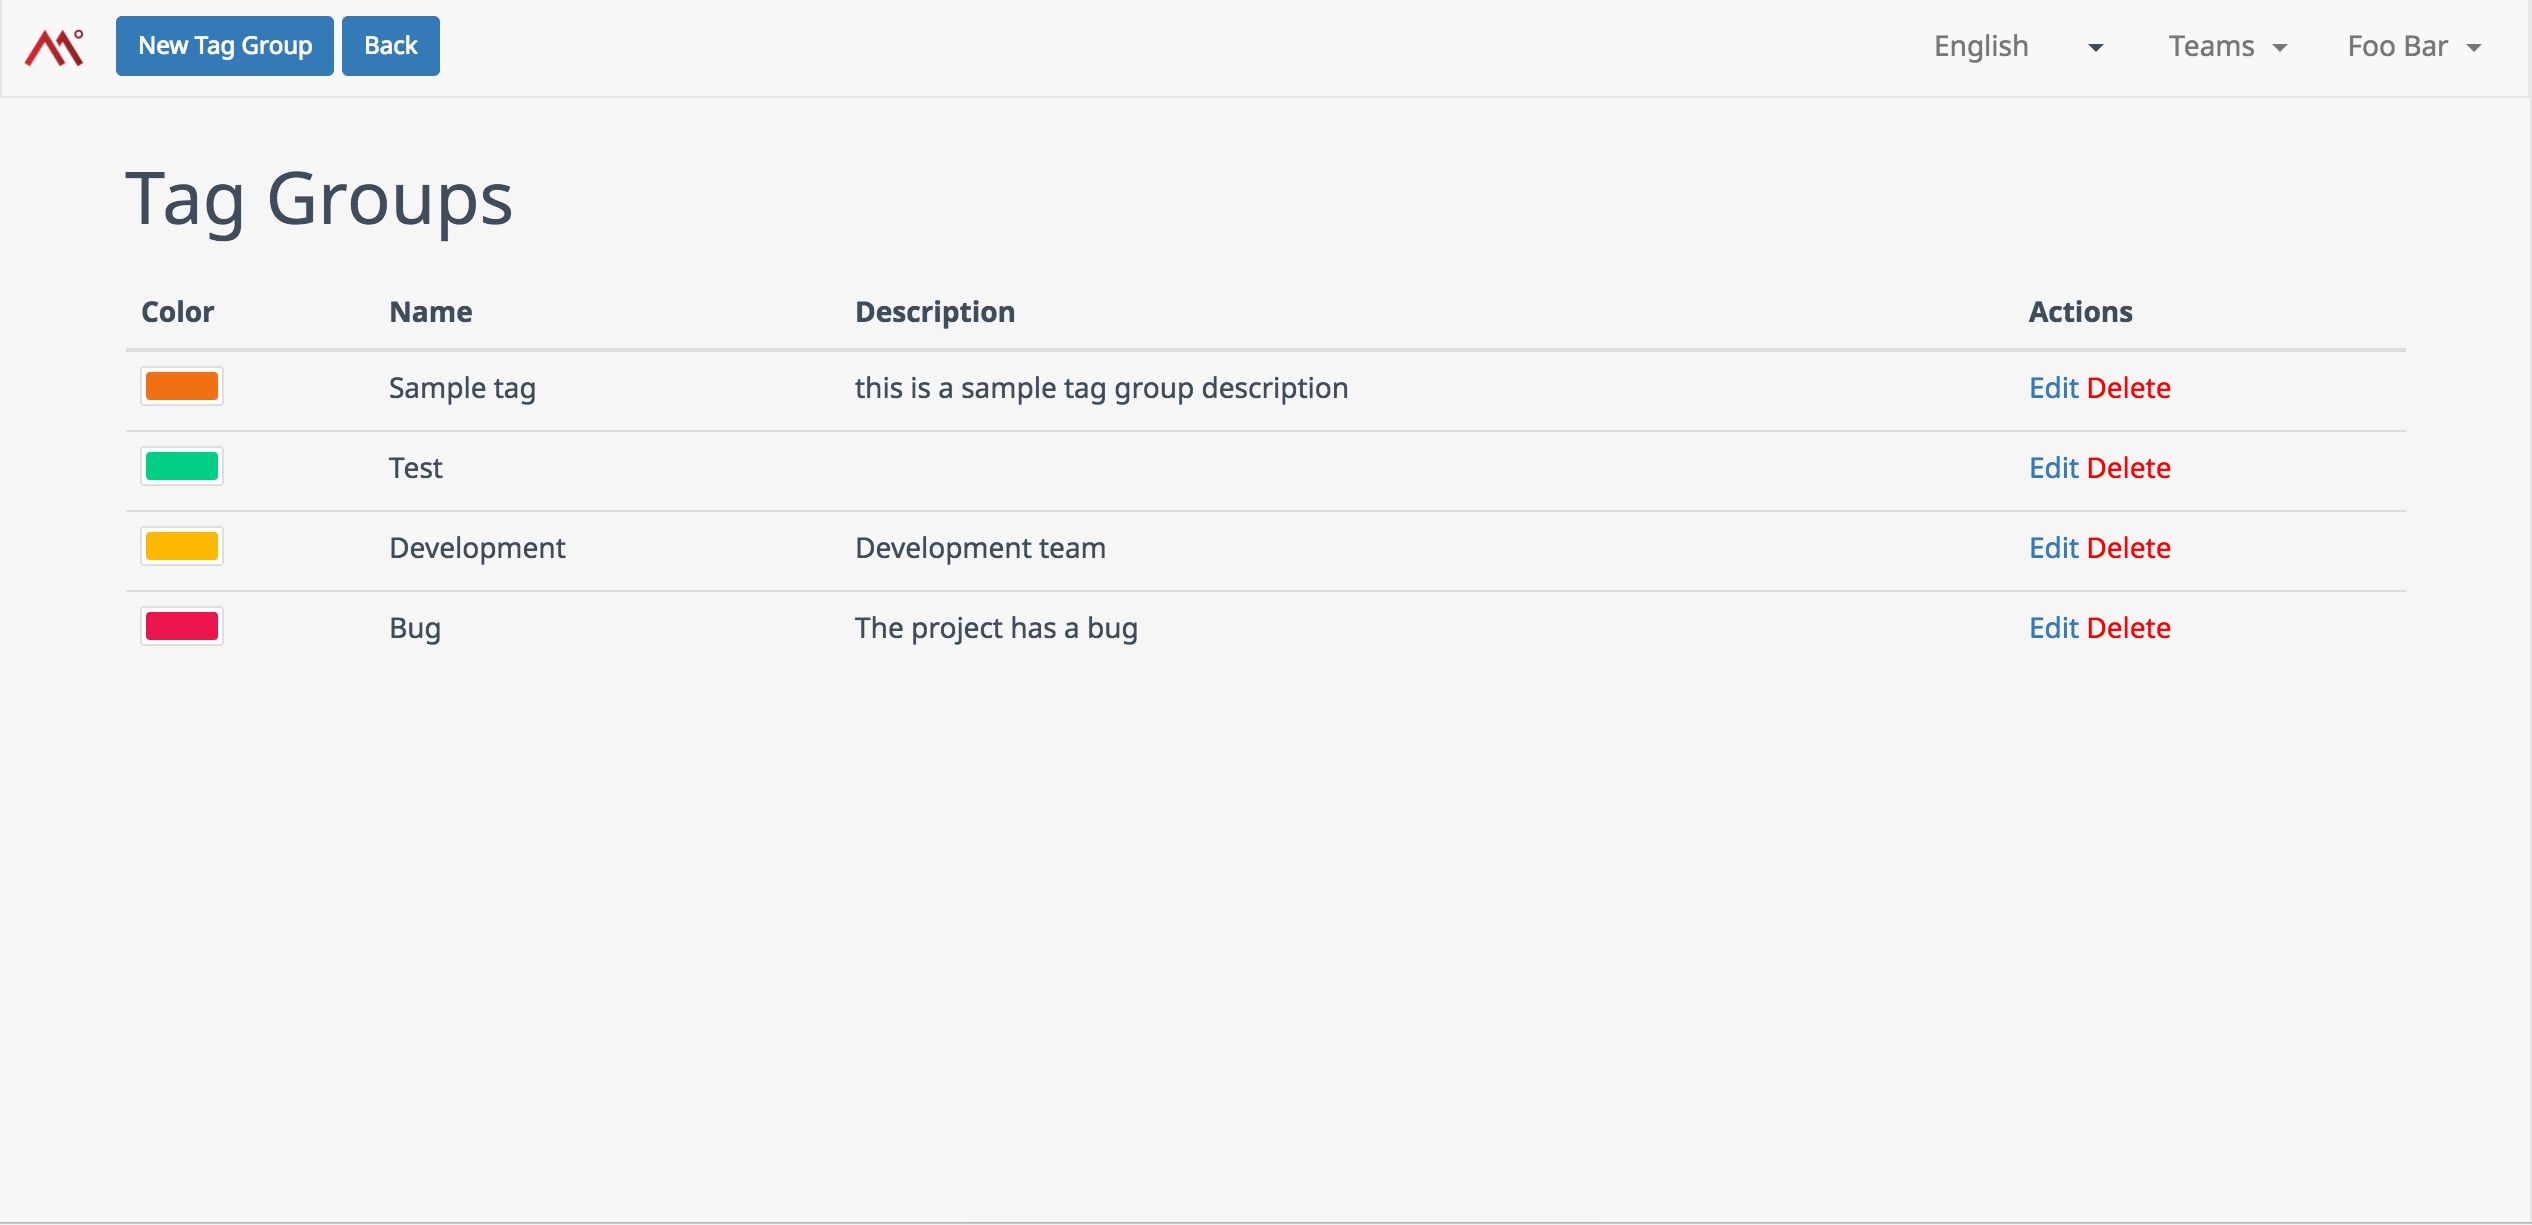 New Tag Group Back English Teams Foo Bar
Tag Groups
Color Name Description Actions
Sample tag this is a sample tag group description Edit Delete
Test Edit Delete
Development Development team Edit Delete
Bug The project has a bug Edit Delete